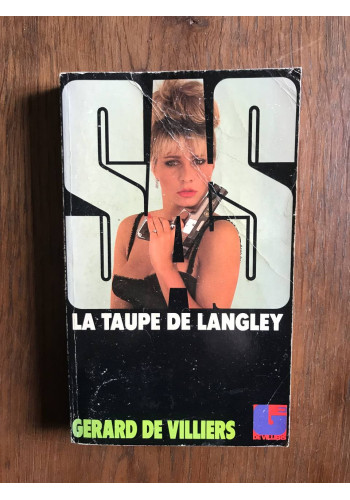 SAS
LA TAUPE DE LANGLEY
GERARD DE VILLIERS
DE VILLIERS